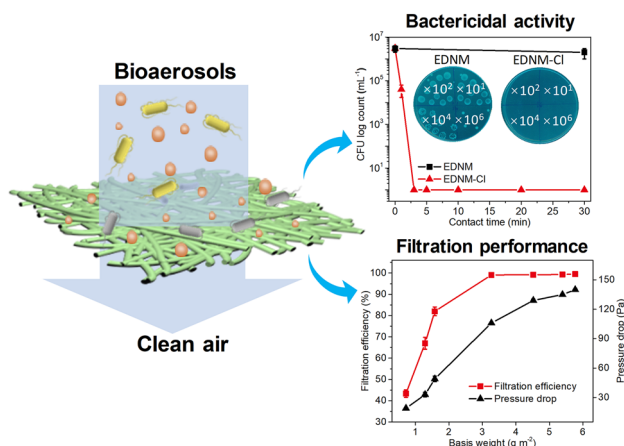 Bioaerosols
Clean air
Bactericidal activity
CFU log count (mL⁻¹)
10⁷
10⁵
10³
10¹
EDNM
EDNM-Cl
×10² ×10¹
×10⁴ ×10⁶
×10² ×10¹
×10⁴ ×10⁶
EDNM
EDNM-Cl
0 5 10 15 20 25 30
Contact time (min)
Filtration performance
Filtration efficiency (%)
100
90
80
70
60
50
40
30
Filtration efficiency
Pressure drop
150
120
90
60
30
Pressure drop (Pa)
1 2 3 4 5 6
Basis weight (g m⁻²)